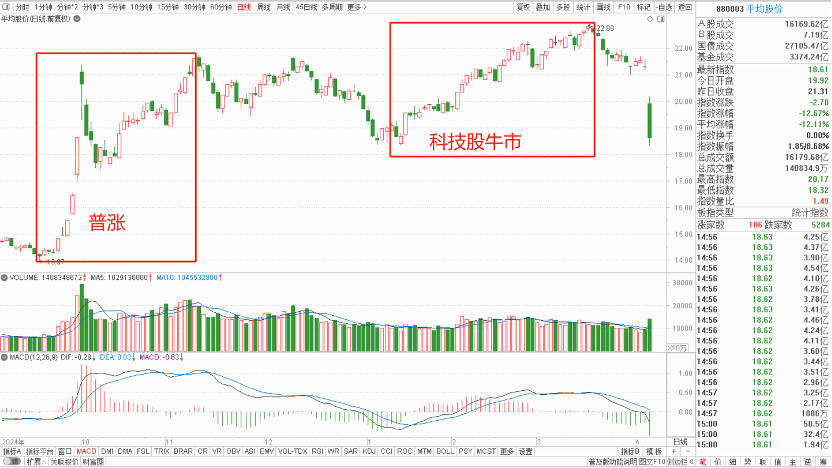 分时 1分钟 分钟*2 分钟*3 5分钟 10分钟 15分钟 30分钟 60分钟 日线 周线 月线 45日线 多周期 更多>
复权 叠加 多股 统计 画线 F10 标记 -自选 返回
880003 平均股价
平均股价(日线.前复权)
22.88
22.00
21.00
20.00
19.00
18.00
17.00
16.00
15.00
14.00
普涨
科技股牛市
13.97
A股成交 16169.62亿
B股成交 7.19亿
国债成交 27105.47亿
基金成交 3374.24亿
最新指数 18.61
今日开盘 19.92
昨日收盘 21.31
指数涨跌 -2.70
指数涨幅 -12.67%
平均涨幅 -12.11%
指数换手 0.00%
指数振幅 1.85/8.68%
总成交额 16179.68亿
总成交量 140834.9万
最高指数 20.17
最低指数 18.32
指数量比 1.49
板指类型 统计指数
涨家数 106 跌家数 5284
14:56 18.63 4.25亿
14:56 18.63 4.37亿
14:56 18.63 3.90亿
14:56 18.63 4.54亿
14:56 18.62 4.10亿
14:56 18.63 4.26亿
14:56 18.62 3.78亿
14:56 18.63 3.41亿
14:56 18.62 4.46亿
14:56 18.62 4.24亿
14:56 18.62 4.11亿
14:56 18.62 3.60亿
14:56 18.62 3.44亿
14:56 18.62 3.51亿
14:56 18.62 2.96亿
14:57 18.62 3.25亿
14:57 18.62 2.17亿
14:57 18.62 1086万
15:00 18.61 50.5亿
15:00 18.61 32.4亿
15:00 18.61 1.94亿
VOLUME: 1408348672↑ MA5: 1029136000↑ MA10: 1045532800↑
30000
20000
10000
X10万
MACD(12,26,9) DIF: -0.28↓ DEA: 0.03↓ MACD: -0.63↓
1.00
0.50
0.00
2024年 10 11 12 1 2 3 4 日线
指标A 指标平台 窗口 MACD DMI DMA FSL TRIX BRAR CR VR OBV ASI EMV VOL-TDX RSI WR SAR KDJ CCI ROC MTM BOLL PSY MCST 更多 设置
指标B 模板 + -
扩展∧ 关联报价 财富圈
笔 价 细 势 联 值 主 逆 筹